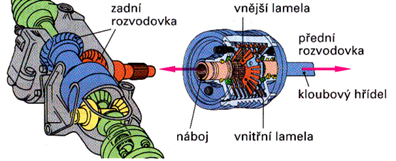 zadní
rozvodovka
vnější lamela
přední
rozvodovka
kloubový hřídel
náboj
vnitřní lamela